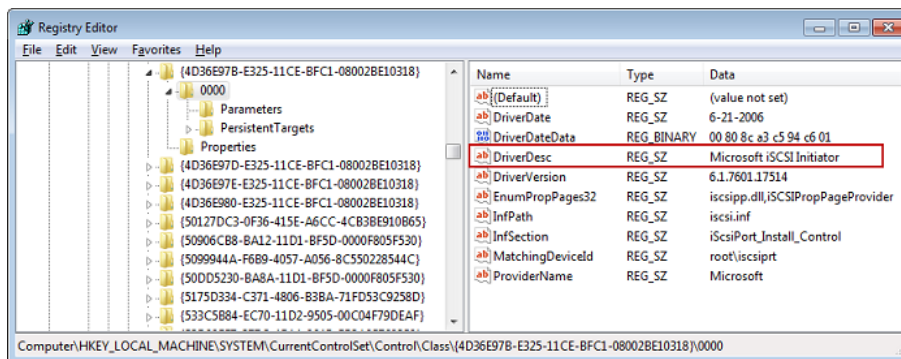 Registry Editor
File Edit View Favorites Help
{4D36E97B-E325-11CE-BFC1-08002BE10318}
0000
Parameters
PersistentTargets
Properties
{4D36E97D-E325-11CE-BFC1-08002BE10318}
{4D36E97E-E325-11CE-BFC1-08002BE10318}
{4D36E980-E325-11CE-BFC1-08002BE10318}
{50127DC3-0F36-415E-A6CC-4CB3BE910B65}
{50906CB8-BA12-11D1-BF5D-0000F805F530}
{5099944A-F6B9-4057-A056-8C550228544C}
{50DD5230-BA8A-11D1-BF5D-0000F805F530}
{5175D334-C371-4806-B3BA-71FD53C9258D}
{533C5B84-EC70-11D2-9505-00C04F79DEAF}
Name Type Data
(Default) REG_SZ (value not set)
DriverDate REG_SZ 6-21-2006
DriverDateData REG_BINARY 00 80 8c a3 c5 94 c6 01
DriverDesc REG_SZ Microsoft iSCSI Initiator
DriverVersion REG_SZ 6.1.7601.17514
EnumPropPages32 REG_SZ iscsipp.dll,iSCSIPropPageProvider
InfPath REG_SZ iscsi.inf
InfSection REG_SZ iScsiPort_Install_Control
MatchingDeviceId REG_SZ root\iscsiprt
ProviderName REG_SZ Microsoft
Computer\HKEY_LOCAL_MACHINE\SYSTEM\CurrentControlSet\Control\Class\{4D36E97B-E325-11CE-BFC1-08002BE10318}\0000